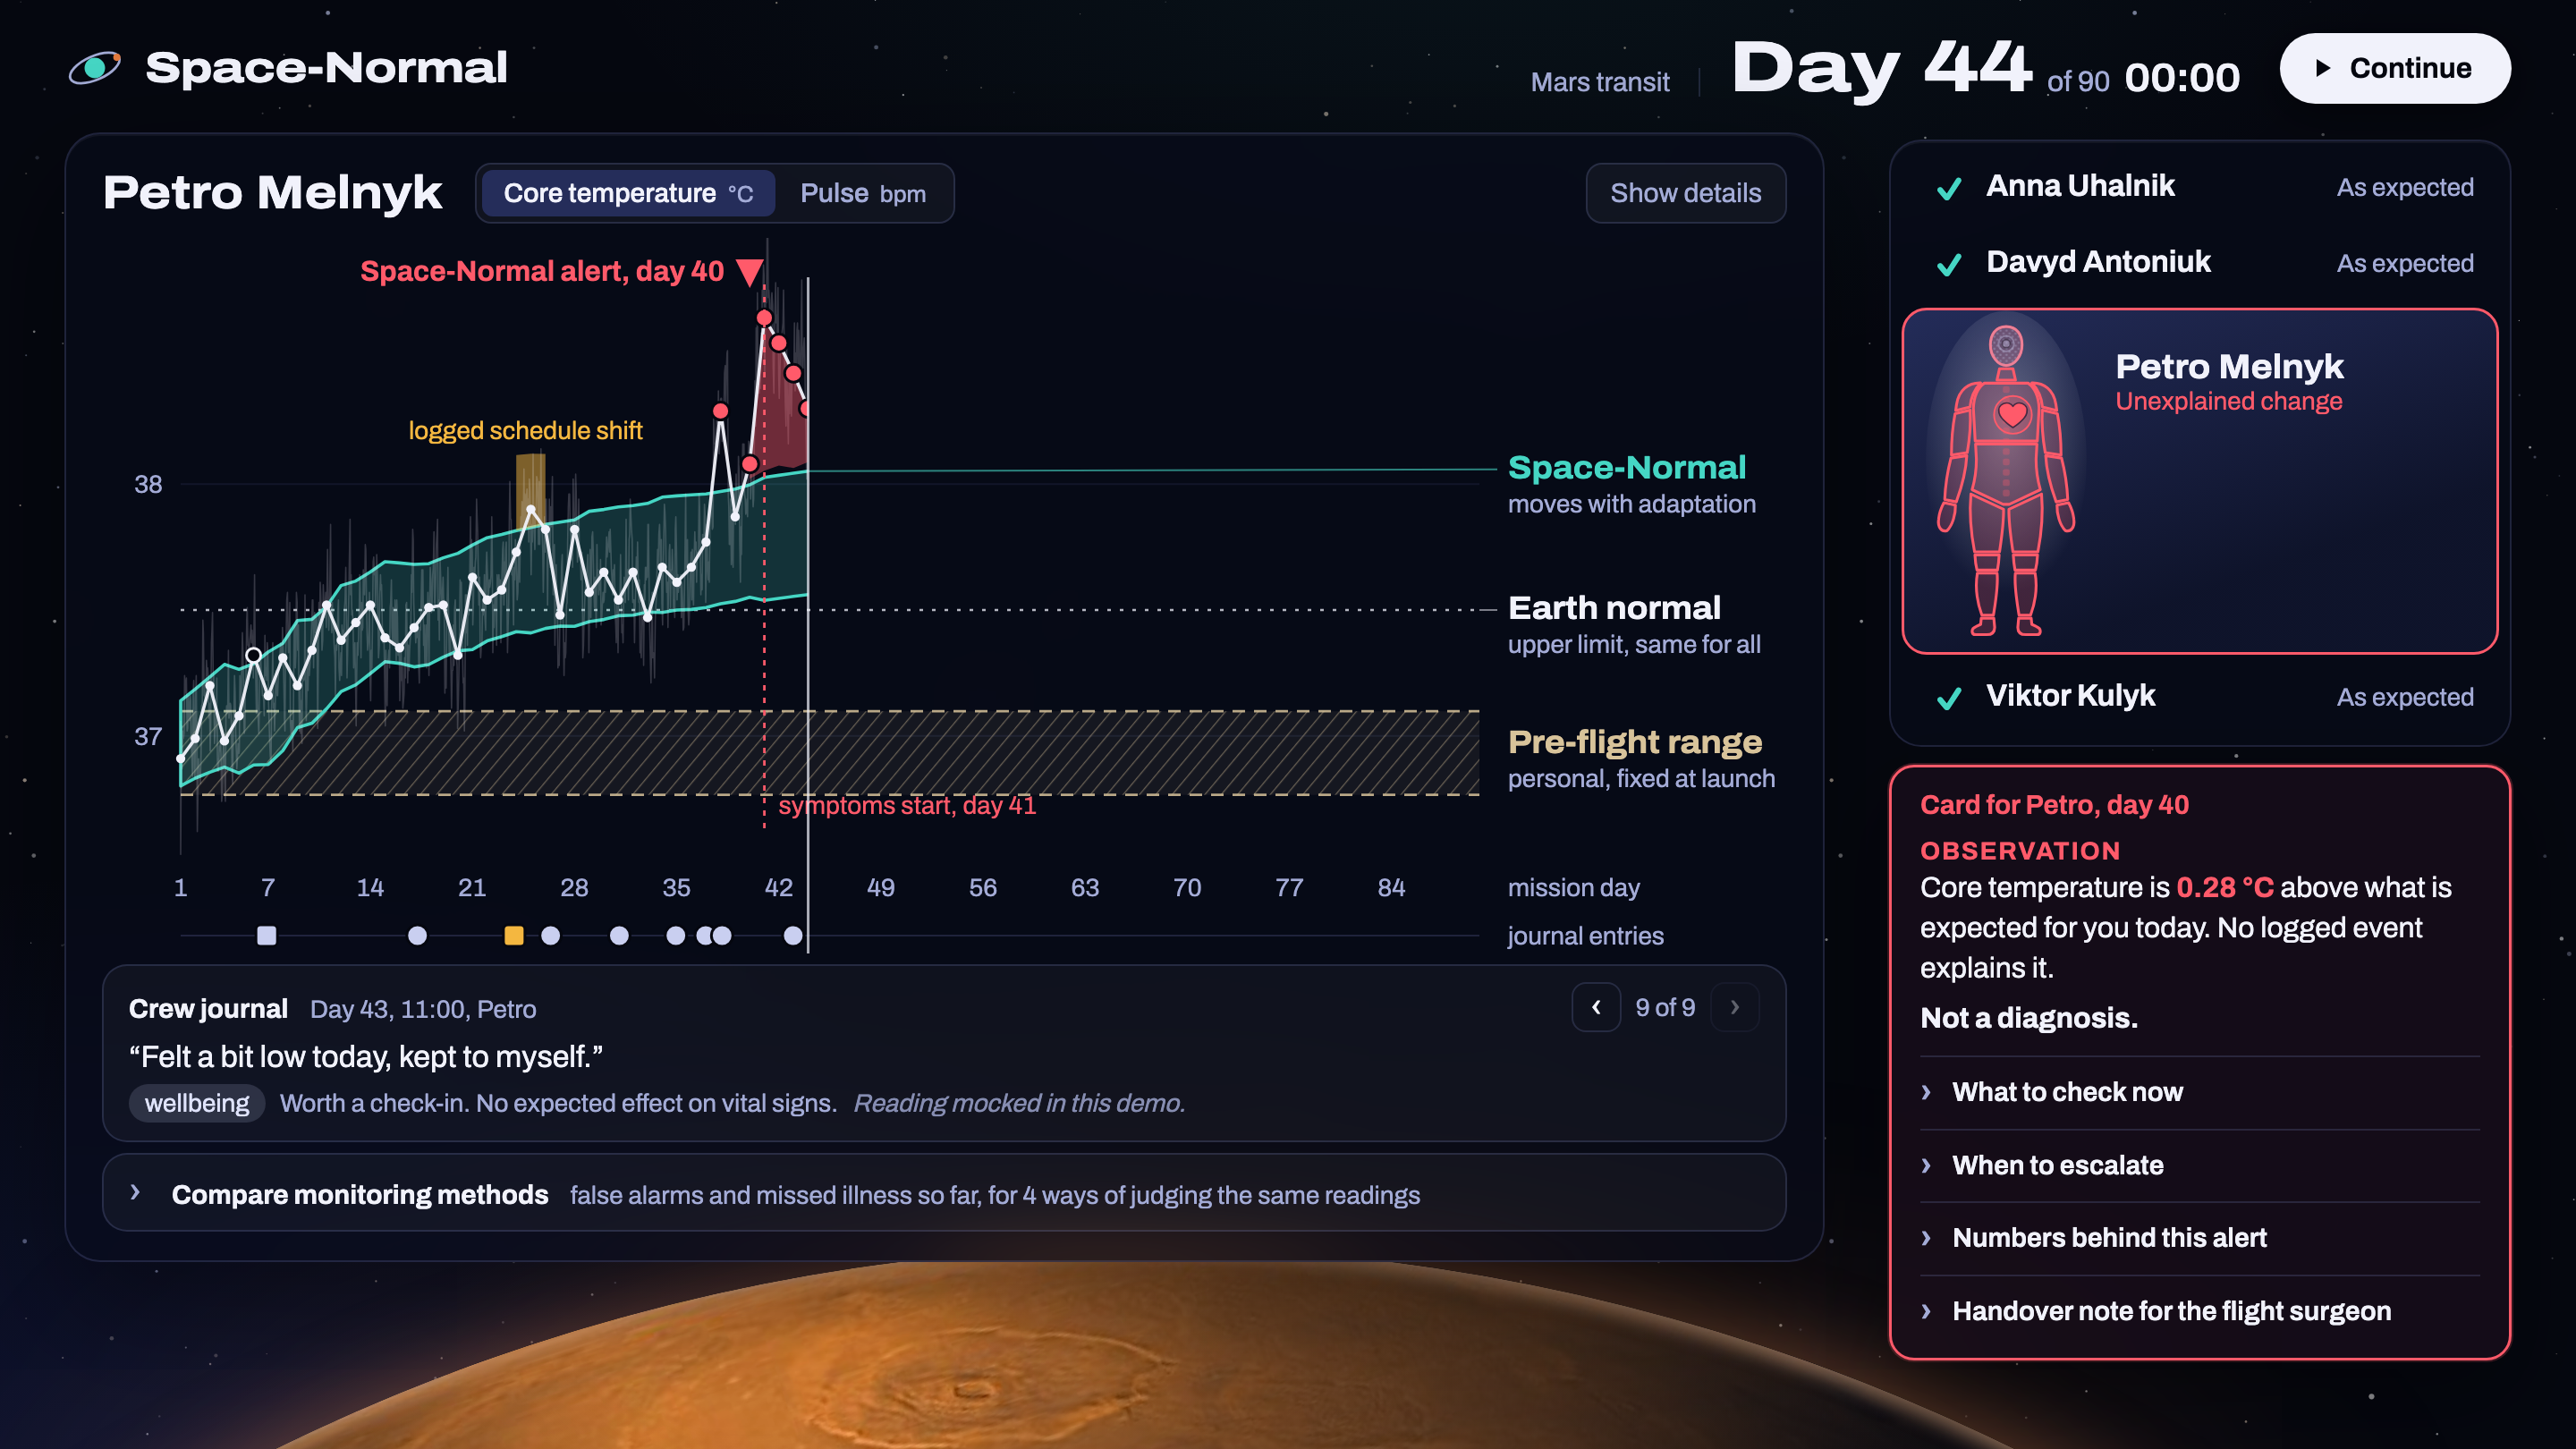 Space-Normal
Mars transit
Day 44 of 90 00:00
Continue
Petro Melnyk
Core temperature °C
Pulse bpm
Show details
Space-Normal alert, day 40
logged schedule shift
38
37
Space-Normal
moves with adaptation
Earth normal
upper limit, same for all
Pre-flight range
personal, fixed at launch
symptoms start, day 41
1 7 14 21 28 35 42 49 56 63 70 77 84 mission day
journal entries
Crew journal Day 43, 11:00, Petro
9 of 9
“Felt a bit low today, kept to myself.”
wellbeing Worth a check-in. No expected effect on vital signs. Reading mocked in this demo.
Compare monitoring methods false alarms and missed illness so far, for 4 ways of judging the same readings
Anna Uhalnik As expected
Davyd Antoniuk As expected
Petro Melnyk
Unexplained change
Viktor Kulyk As expected
Card for Petro, day 40
OBSERVATION
Core temperature is 0.28 °C above what is
expected for you today. No logged event
explains it.
Not a diagnosis.
What to check now
When to escalate
Numbers behind this alert
Handover note for the flight surgeon